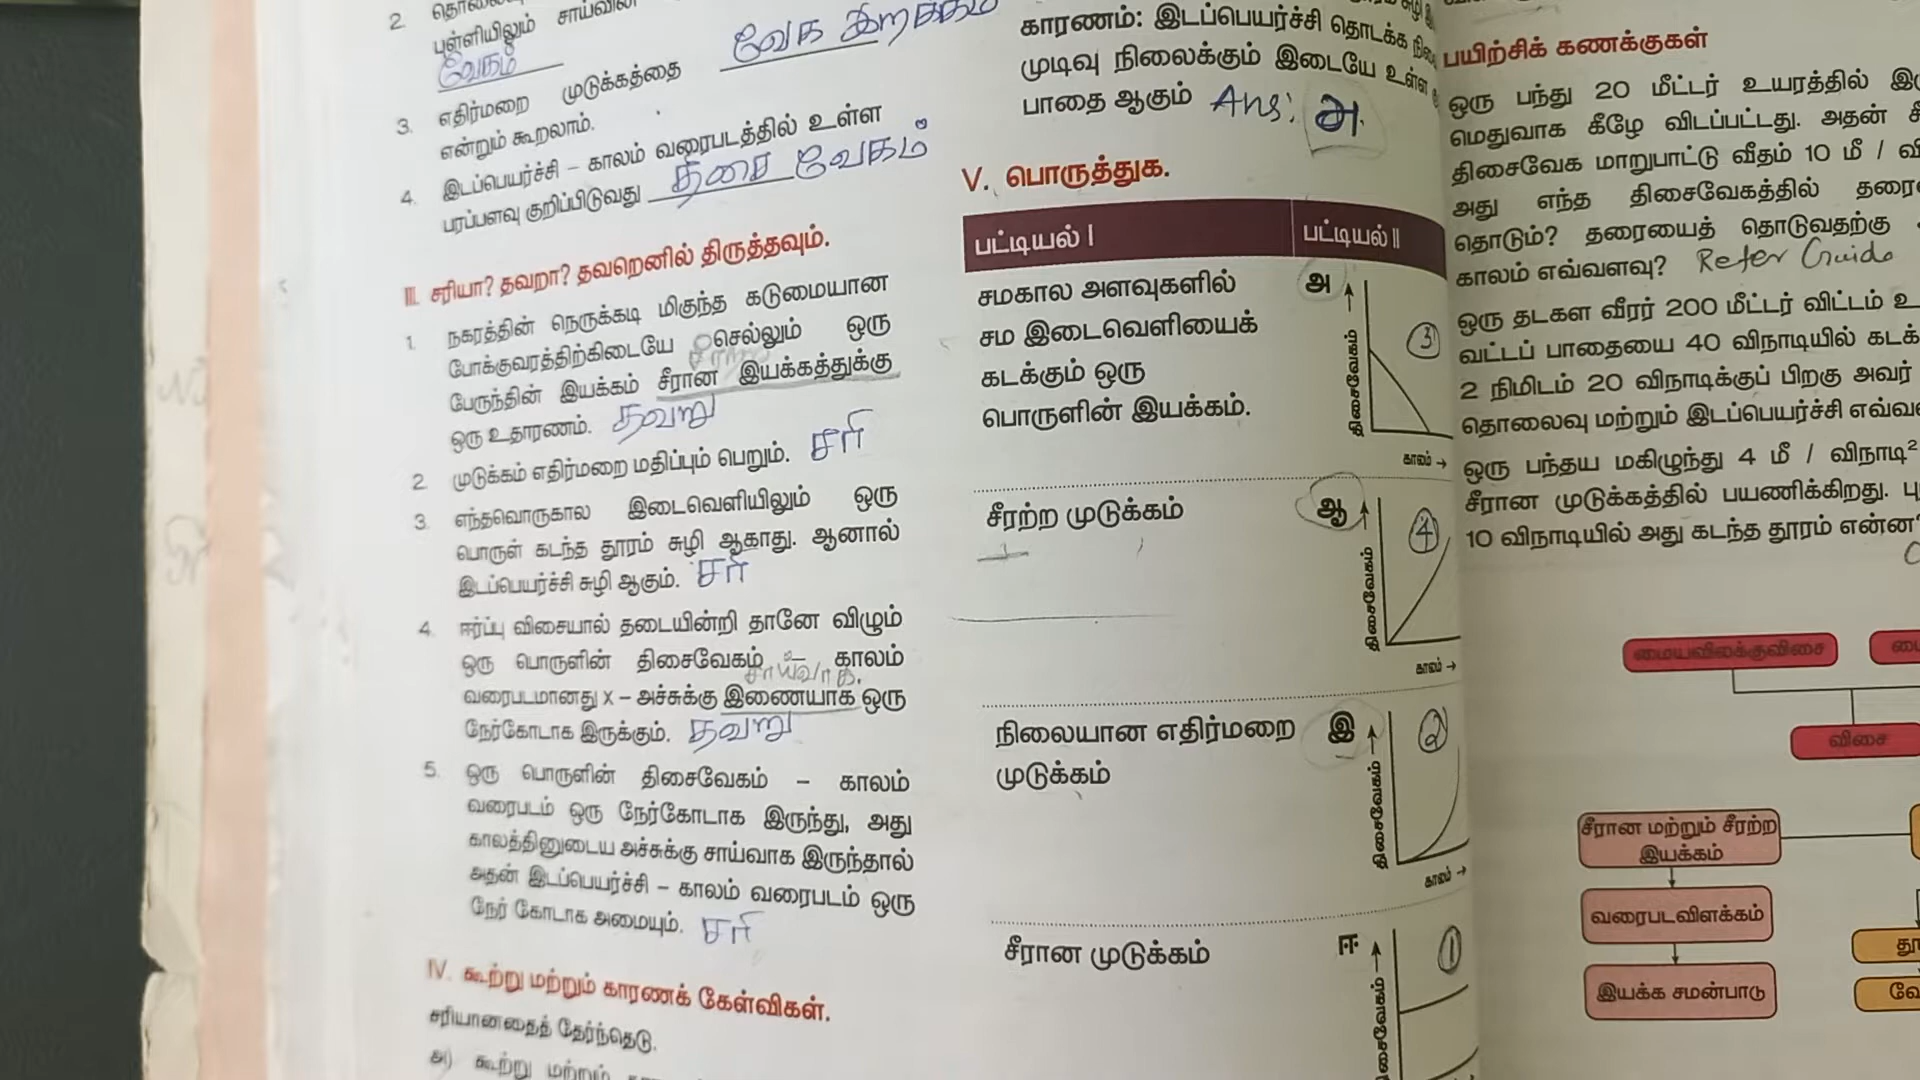 2.
புள்ளியிலும்
வேகம்
3. எதிர்மறை முடுக்கத்தை வேக இறக்கம்
என்றும் கூறலாம்.
4. இடப்பெயர்ச்சி – காலம் வரைபடத்தில் உள்ள
பரப்பளவு குறிப்பிடுவது திசை வேகம்
III. சரியா? தவறா? தவறெனில் திருத்தவும்.
1. நகரத்தின் நெருக்கடி மிகுந்த கடுமையான
போக்குவரத்திற்கிடையே செல்லும் ஒரு
பேருந்தின் இயக்கம் சீரான இயக்கத்துக்கு
ஒரு உதாரணம். தவறு
2. முடுக்கம் எதிர்மறை மதிப்பும் பெறும். சரி
3. எந்தவொருகால இடைவெளியிலும் ஒரு
பொருள் கடந்த தூரம் சுழி ஆகாது. ஆனால்
இடப்பெயர்ச்சி சுழி ஆகும். சரி
4. ஈர்ப்பு விசையால் தடையின்றி தானே விழும்
ஒரு பொருளின் திசைவேகம் – காலம்
சாய்வாக
வரைபடமானது x – அச்சுக்கு இணையாக ஒரு
நேர்கோடாக இருக்கும். தவறு
5. ஒரு பொருளின் திசைவேகம் – காலம்
வரைபடம் ஒரு நேர்கோடாக இருந்து, அது
காலத்தினுடைய அச்சுக்கு சாய்வாக இருந்தால்
அதன் இடப்பெயர்ச்சி – காலம் வரைபடம் ஒரு
நேர் கோடாக அமையும். சரி
IV. கூற்று மற்றும் காரணக் கேள்விகள்.
சரியானதைத் தேர்ந்தெடு.
அ) கூற்று மற்றும்
காரணம்: இடப்பெயர்ச்சி தொடக்க
முடிவு நிலைக்கும் இடையே உள்ள
பாதை ஆகும் Ans: அ.
V. பொருத்துக.
பட்டியல் I பட்டியல் II
சமகால அளவுகளில்
சம இடைவெளியைக்
கடக்கும் ஒரு
பொருளின் இயக்கம்.
அ
திசைவேகம்
3
காலம்
சீரற்ற முடுக்கம்
ஆ
திசைவேகம்
4
காலம்
நிலையான எதிர்மறை
முடுக்கம்
இ
திசைவேகம்
2
காலம்
சீரான முடுக்கம்
ஈ
திசைவேகம்
1
பயிற்சிக் கணக்குகள்
ஒரு பந்து 20 மீட்டர் உயரத்தில்
மெதுவாக கீழே விடப்பட்டது. அதன்
திசைவேக மாறுபாட்டு வீதம் 10 மீ /
அது எந்த திசைவேகத்தில்
தொடும்? தரையைத் தொடுவதற்கு
காலம் எவ்வளவு? Refer Guide
ஒரு தடகள வீரர் 200 மீட்டர் விட்டம்
வட்டப் பாதையை 40 விநாடியில்
2 நிமிடம் 20 விநாடிக்குப் பிறகு அவர்
தொலைவு மற்றும் இடப்பெயர்ச்சி
ஒரு பந்தய மகிழுந்து 4 மீ / விநாடி²
சீரான முடுக்கத்தில் பயணிக்கிறது.
10 விநாடியில் அது கடந்த தூரம் என்ன?
மையவிலக்குவிசை
விசை
சீரான மற்றும் சீரற்ற
இயக்கம்
வரைபடவிளக்கம்
இயக்க சமன்பாடு